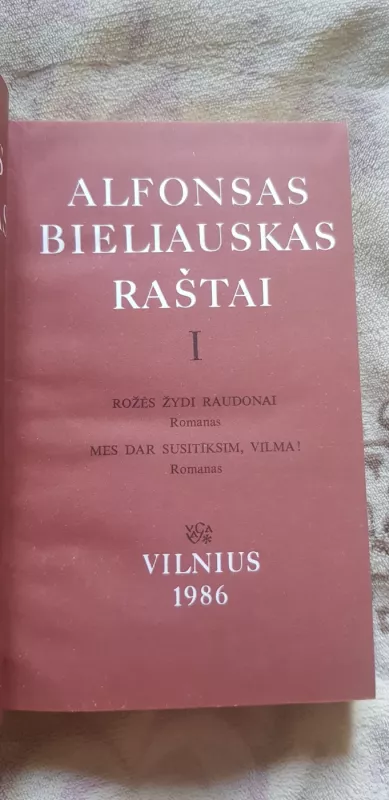 ALFONSAS
BIELIAUSKAS
RAŠTAI
I
ROŽĖS ŽYDI RAUDONAI
Romanas
MES DAR SUSITIKSIM, VILMA!
Romanas
VILNIUS
1986